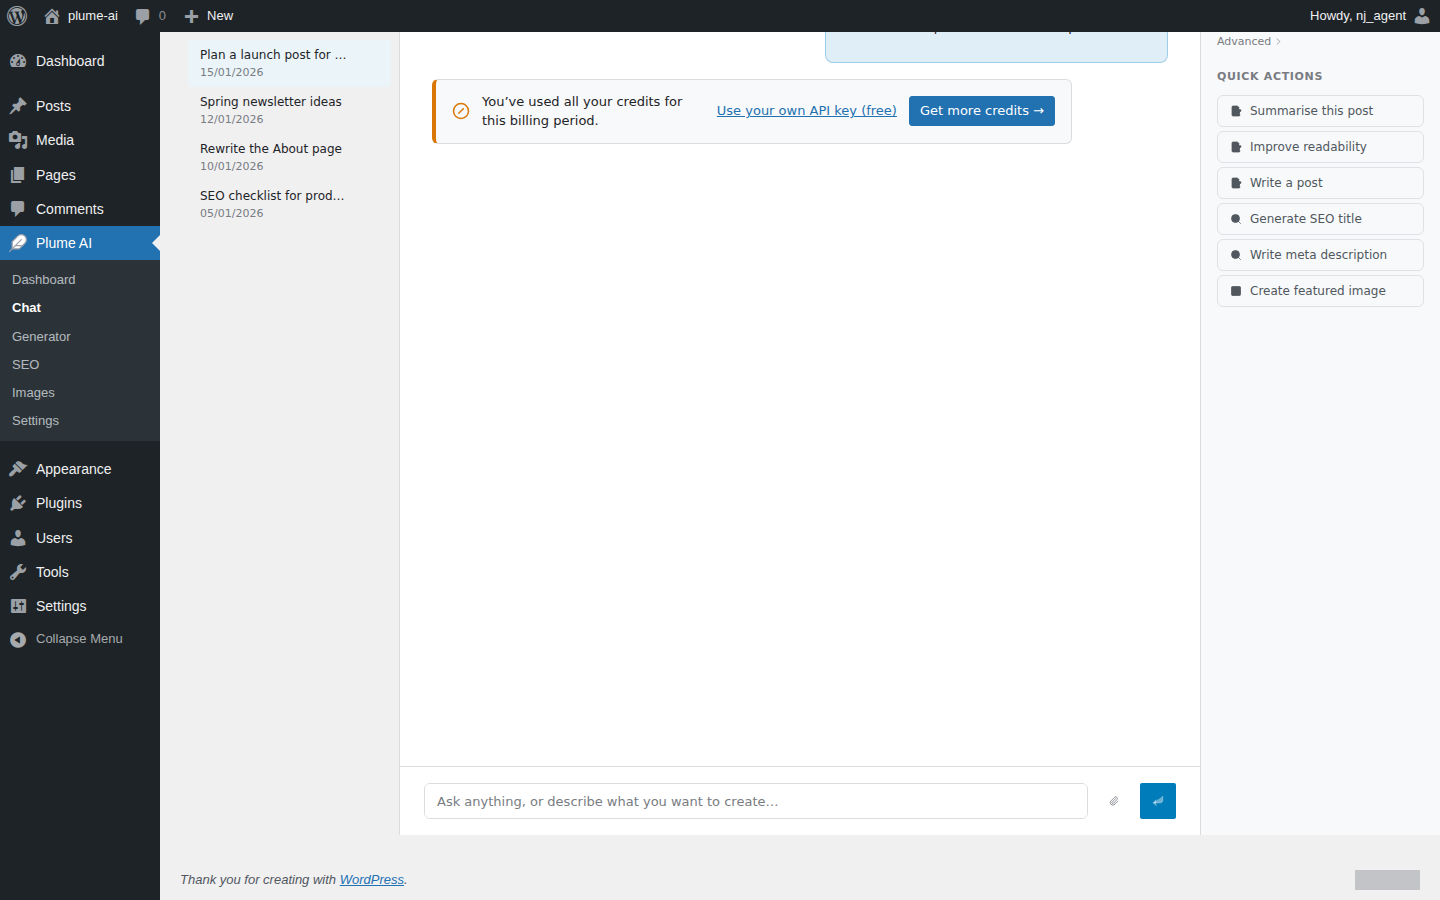 plume-ai
0
New
Howdy, nj_agent
Dashboard
Posts
Media
Pages
Comments
Plume AI
Dashboard
Chat
Generator
SEO
Images
Settings
Appearance
Plugins
Users
Tools
Settings
Collapse Menu
Plan a launch post for …
15/01/2026
Spring newsletter ideas
12/01/2026
Rewrite the About page
10/01/2026
SEO checklist for prod…
05/01/2026
You’ve used all your credits for
this billing period.
Use your own API key (free)
Get more credits →
Ask anything, or describe what you want to create…
Advanced
QUICK ACTIONS
Summarise this post
Improve readability
Write a post
Generate SEO title
Write meta description
Create featured image
Thank you for creating with WordPress.